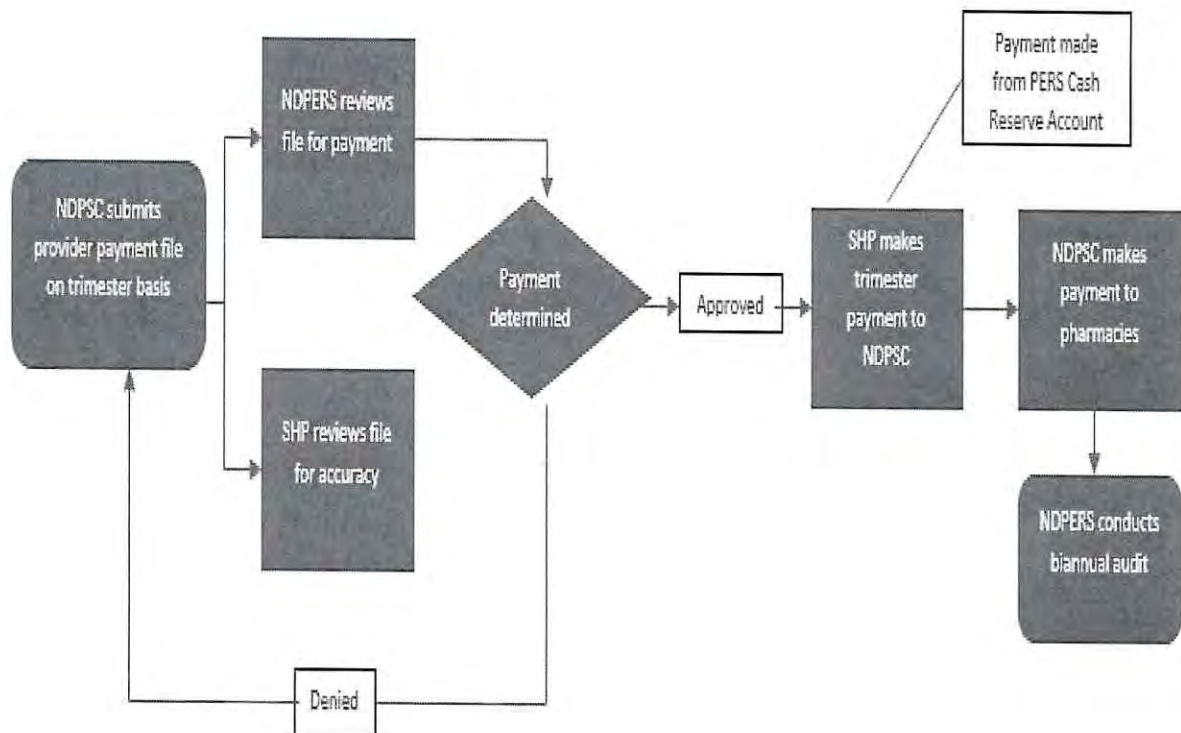 NDPSC submits
provider payment file
on trimester basis
NDPERS reviews
file for payment
SHP reviews file
for accuracy
Payment
determined
Approved
Denied
Payment made
from PERS Cash
Reserve Account
SHP makes
trimester
payment to
NDPSC
NDPSC makes
payment to
pharmacies
NDPERS conducts
biannual audit